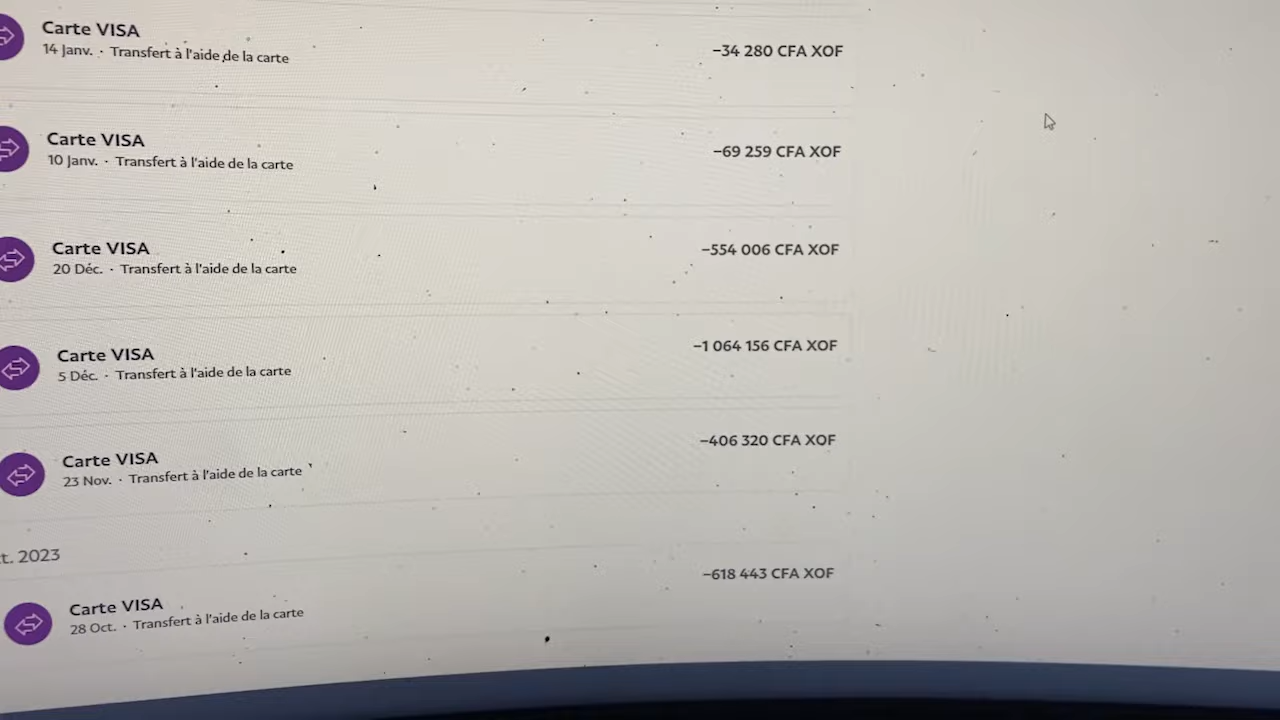 Carte VISA
14 Janv. · Transfert à l'aide de la carte
−34 280 CFA XOF
Carte VISA
10 Janv. · Transfert à l'aide de la carte
−69 259 CFA XOF
Carte VISA
20 Déc. · Transfert à l'aide de la carte
−554 006 CFA XOF
Carte VISA
5 Déc. · Transfert à l'aide de la carte
−1 064 156 CFA XOF
Carte VISA
23 Nov. · Transfert à l'aide de la carte
−406 320 CFA XOF
t. 2023
Carte VISA
28 Oct. · Transfert à l'aide de la carte
−618 443 CFA XOF